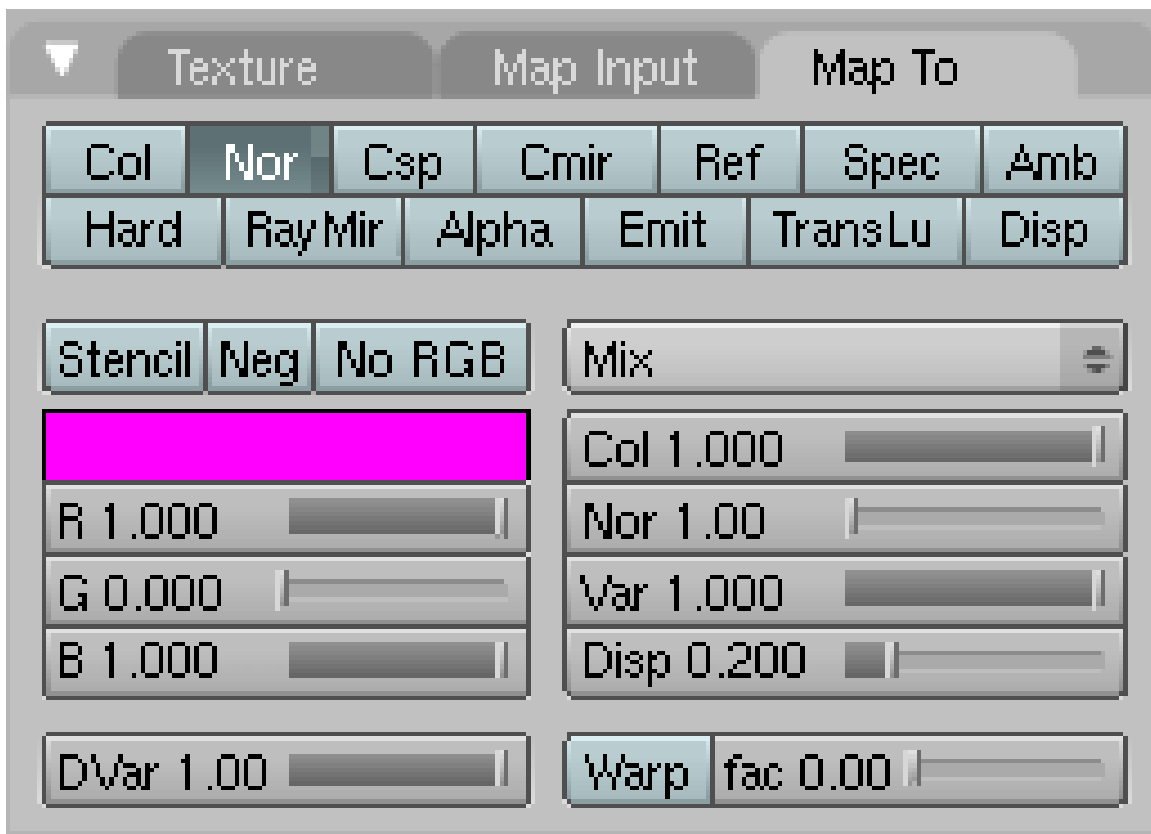 Texture Map Input Map To
Col Nor Csp Cmir Ref Spec Amb
Hard RayMir Alpha Emit TransLu Disp
Stencil Neg No RGB Mix
Col 1.000
R 1.000 Nor 1.00
G 0.000 Var 1.000
B 1.000 Disp 0.200
DVar 1.00 Warp fac 0.00